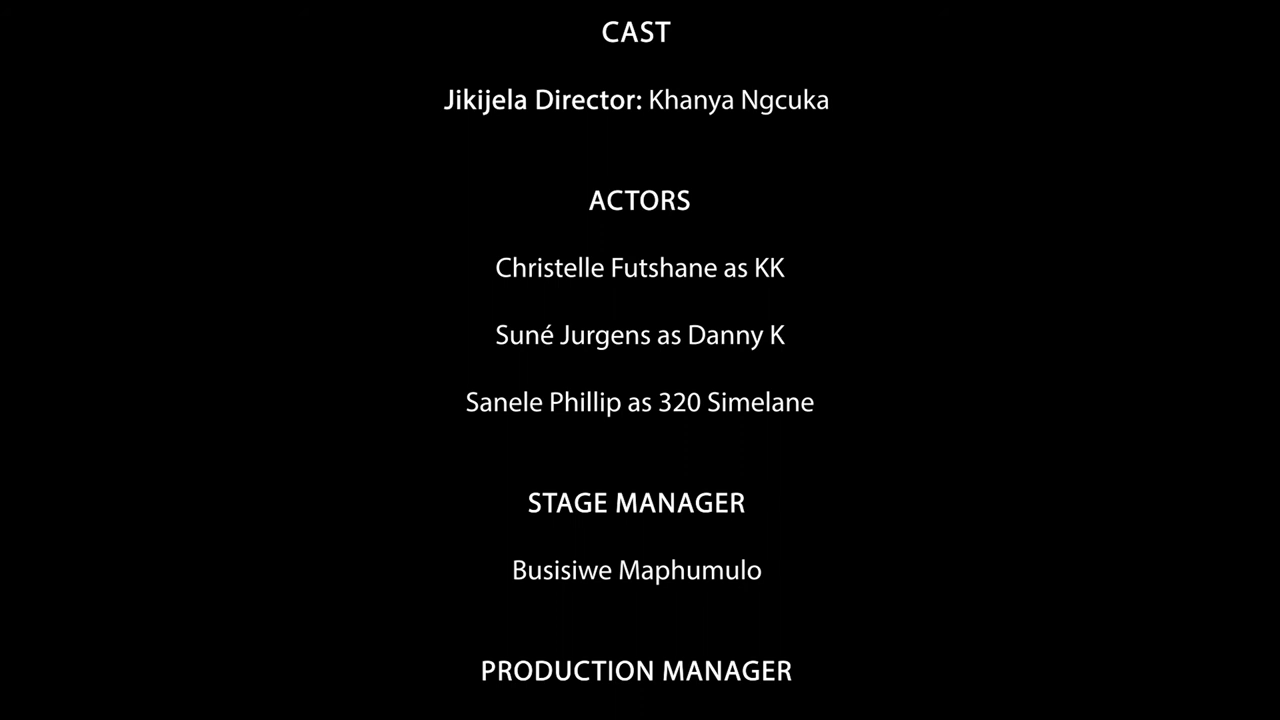 CAST
Jikijela Director: Khanya Ngcuka
ACTORS
Christelle Futshane as KK
Suné Jurgens as Danny K
Sanele Phillip as 320 Simelane
STAGE MANAGER
Busisiwe Maphumulo
PRODUCTION MANAGER